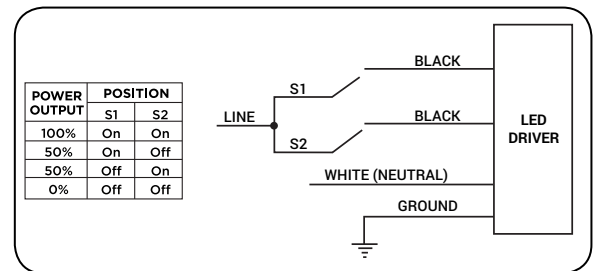 POWER OUTPUT POSITION
S1 S2
100% On On
50% On Off
50% Off On
0% Off Off
LINE
S1
S2
BLACK
BLACK
WHITE (NEUTRAL)
GROUND
LED
DRIVER